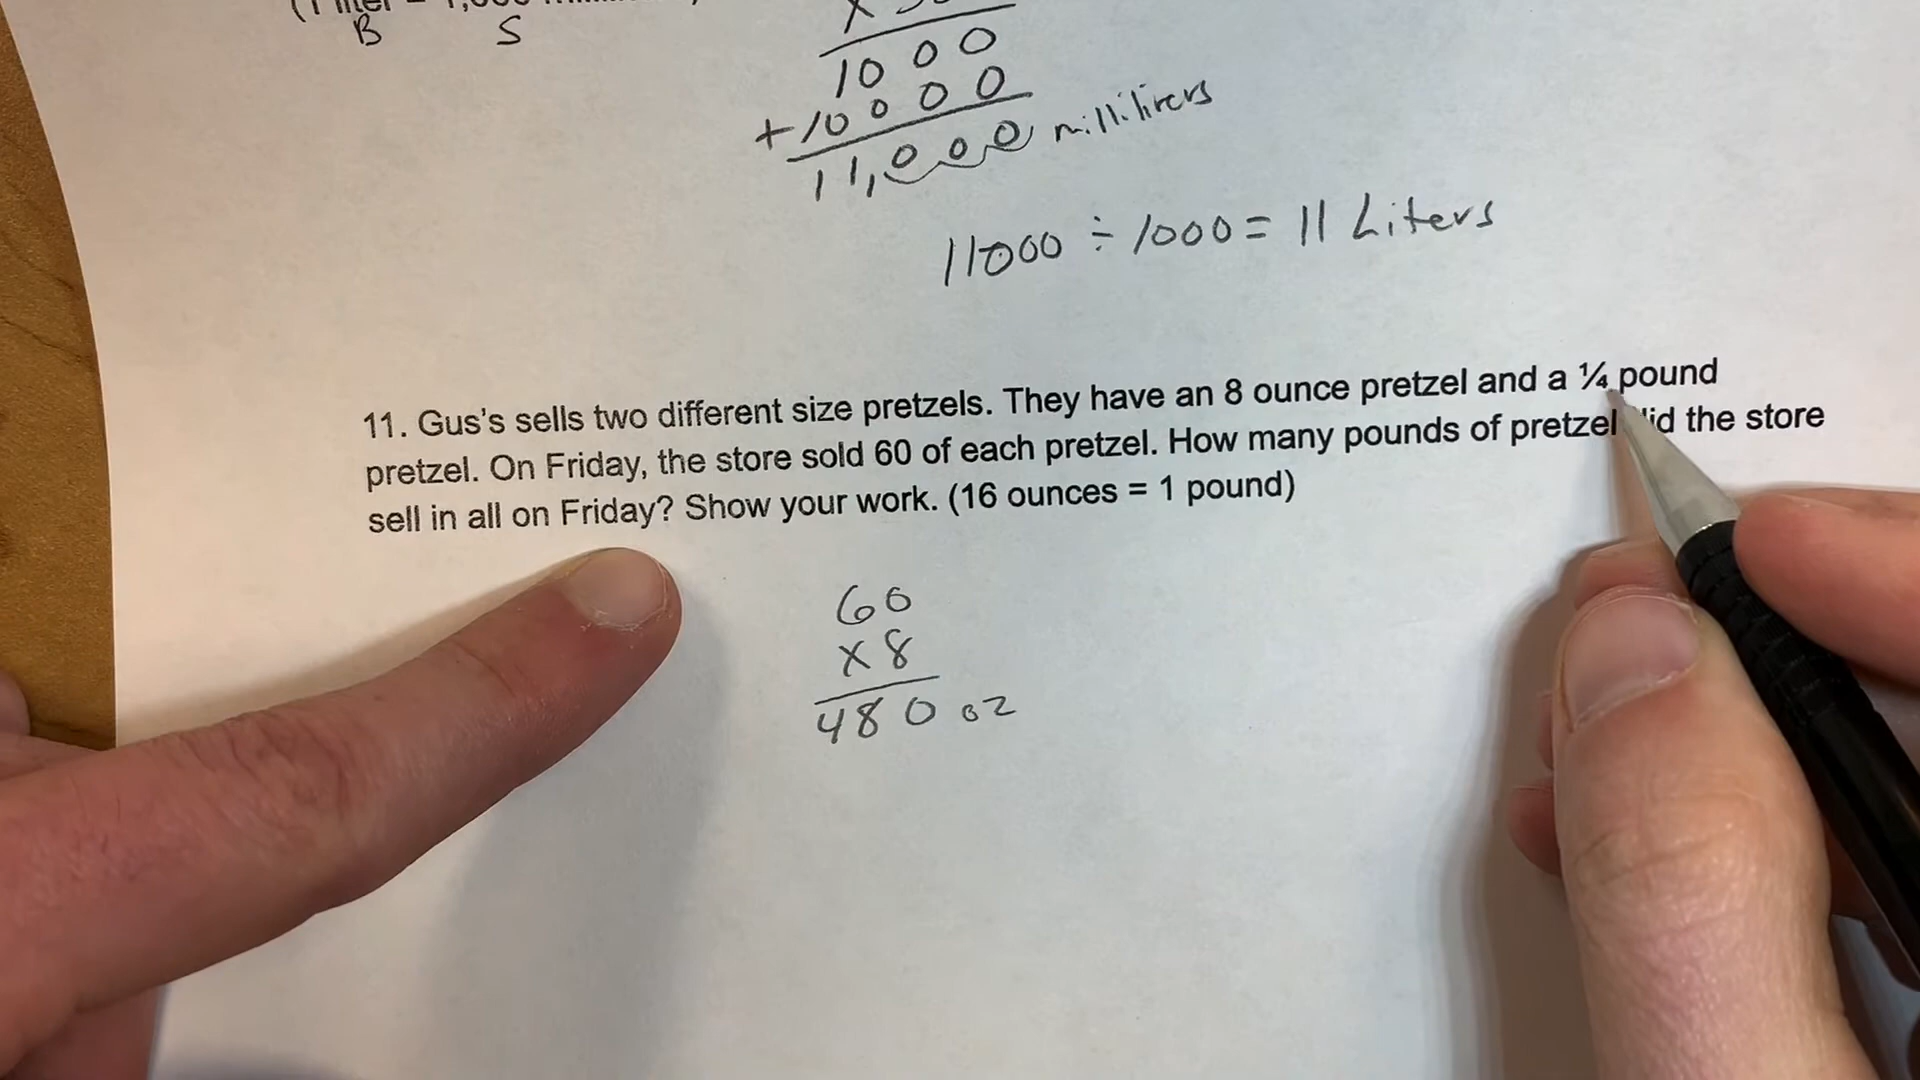 B S
1000
+10000
11,000 milliliters
11000 ÷ 1000 = 11 Liters
11. Gus's sells two different size pretzels. They have an 8 ounce pretzel and a ¼ pound
pretzel. On Friday, the store sold 60 of each pretzel. How many pounds of pretzel did the store
sell in all on Friday? Show your work. (16 ounces = 1 pound)
60
x 8
480 oz